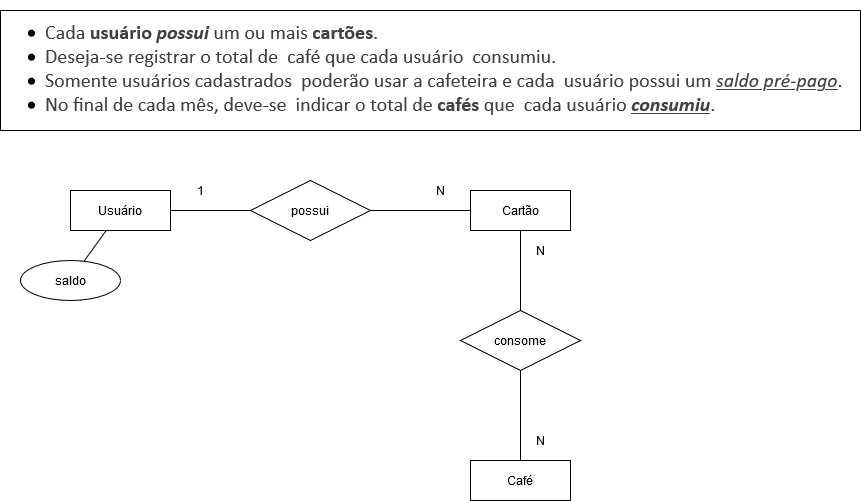 Cada usuário possui um ou mais cartões.
Deseja-se registrar o total de café que cada usuário consumiu.
Somente usuários cadastrados poderão usar a cafeteira e cada usuário possui um saldo pré-pago.
No final de cada mês, deve-se indicar o total de cafés que cada usuário consumiu.
1
N
Usuário
possui
Cartão
N
saldo
consome
N
Café